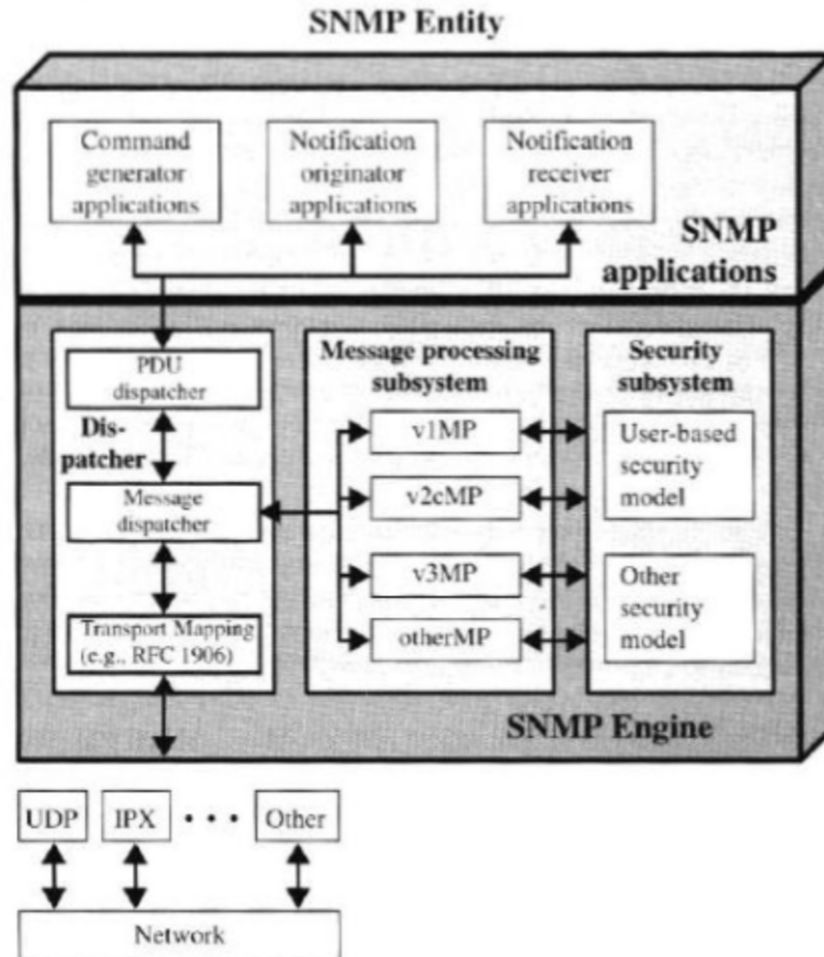 SNMP Entity
Command
generator
applications
Notification
originator
applications
Notification
receiver
applications
SNMP
applications
PDU
dispatcher
Dis-
patcher
Message
dispatcher
Transport Mapping
(e.g., RFC 1906)
Message processing
subsystem
v1MP
v2cMP
v3MP
otherMP
Security
subsystem
User-based
security
model
Other
security
model
SNMP Engine
UDP
IPX
• • •
Other
Network